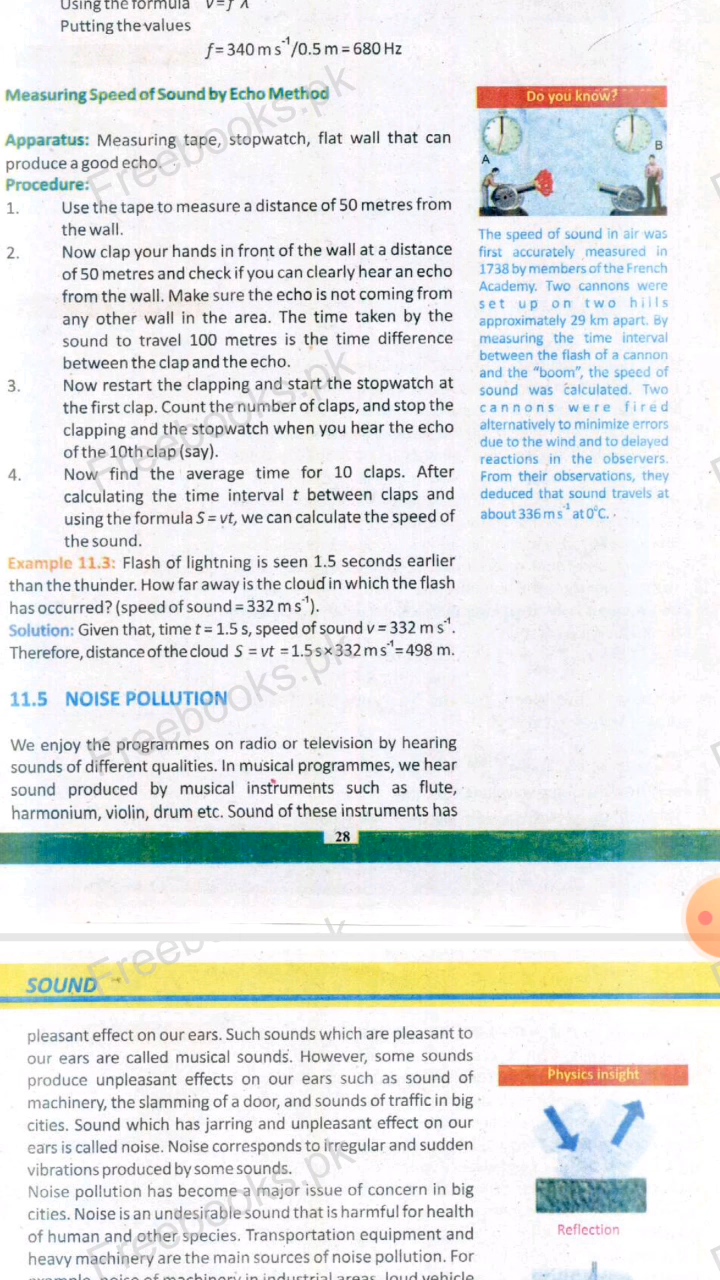 Using the formula v = f λ
Putting the values
f = 340 m s⁻¹/0.5 m = 680 Hz
Measuring Speed of Sound by Echo Method
Apparatus: Measuring tape, stopwatch, flat wall that can
produce a good echo.
Procedure:
1. Use the tape to measure a distance of 50 metres from
the wall.
2. Now clap your hands in front of the wall at a distance
of 50 metres and check if you can clearly hear an echo
from the wall. Make sure the echo is not coming from
any other wall in the area. The time taken by the
sound to travel 100 metres is the time difference
between the clap and the echo.
3. Now restart the clapping and start the stopwatch at
the first clap. Count the number of claps, and stop the
clapping and the stopwatch when you hear the echo
of the 10th clap (say).
4. Now find the average time for 10 claps. After
calculating the time interval t between claps and
using the formula S = vt, we can calculate the speed of
the sound.
Example 11.3: Flash of lightning is seen 1.5 seconds earlier
than the thunder. How far away is the cloud in which the flash
has occurred? (speed of sound = 332 m s⁻¹).
Solution: Given that, time t = 1.5 s, speed of sound v = 332 m s⁻¹.
Therefore, distance of the cloud S = vt = 1.5 s × 332 m s⁻¹ = 498 m.
11.5 NOISE POLLUTION
We enjoy the programmes on radio or television by hearing
sounds of different qualities. In musical programmes, we hear
sound produced by musical instruments such as flute,
harmonium, violin, drum etc. Sound of these instruments has
Do you know?
A
B
The speed of sound in air was
first accurately measured in
1738 by members of the French
Academy. Two cannons were
set up on two hills
approximately 29 km apart. By
measuring the time interval
between the flash of a cannon
and the “boom”, the speed of
sound was calculated. Two
cannons were fired
alternatively to minimize errors
due to the wind and to delayed
reactions in the observers.
From their observations, they
deduced that sound travels at
about 336 m s⁻¹ at 0°C.
28
SOUND
pleasant effect on our ears. Such sounds which are pleasant to
our ears are called musical sounds. However, some sounds
produce unpleasant effects on our ears such as sound of
machinery, the slamming of a door, and sounds of traffic in big
cities. Sound which has jarring and unpleasant effect on our
ears is called noise. Noise corresponds to irregular and sudden
vibrations produced by some sounds.
Noise pollution has become a major issue of concern in big
cities. Noise is an undesirable sound that is harmful for health
of human and other species. Transportation equipment and
heavy machinery are the main sources of noise pollution. For
noise of machinery in industrial areas, loud vehicle
Physics insight
Reflection
Freebooks.pk
Freebooks.pk
Freebooks.pk
Freebooks.pk